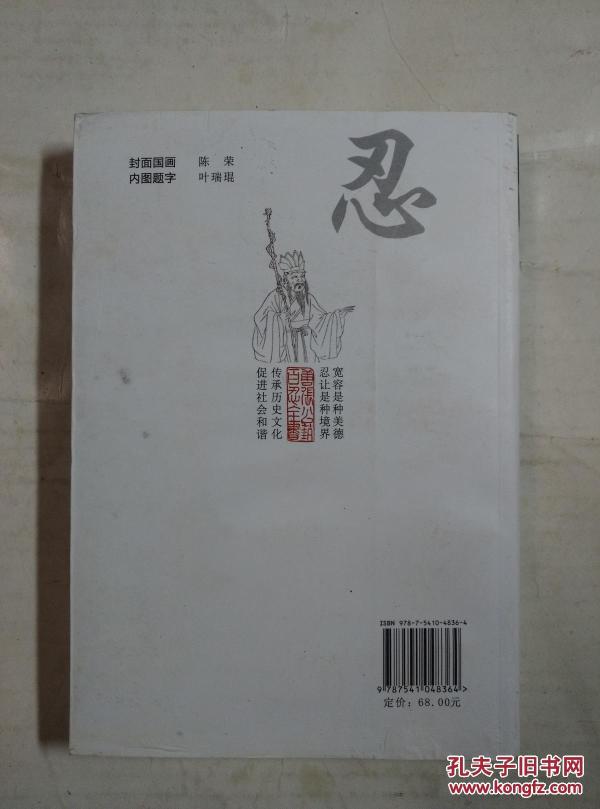 封面国画 陈荣
内图题字 叶瑞琨
忍
宽容是种美德
忍让是种境界
传承历史文化
促进社会和谐
ISBN 978-7-5410-4836-4
9 787541 048364 >
定价：68.00元
孔夫子旧书网
www.kongfz.com